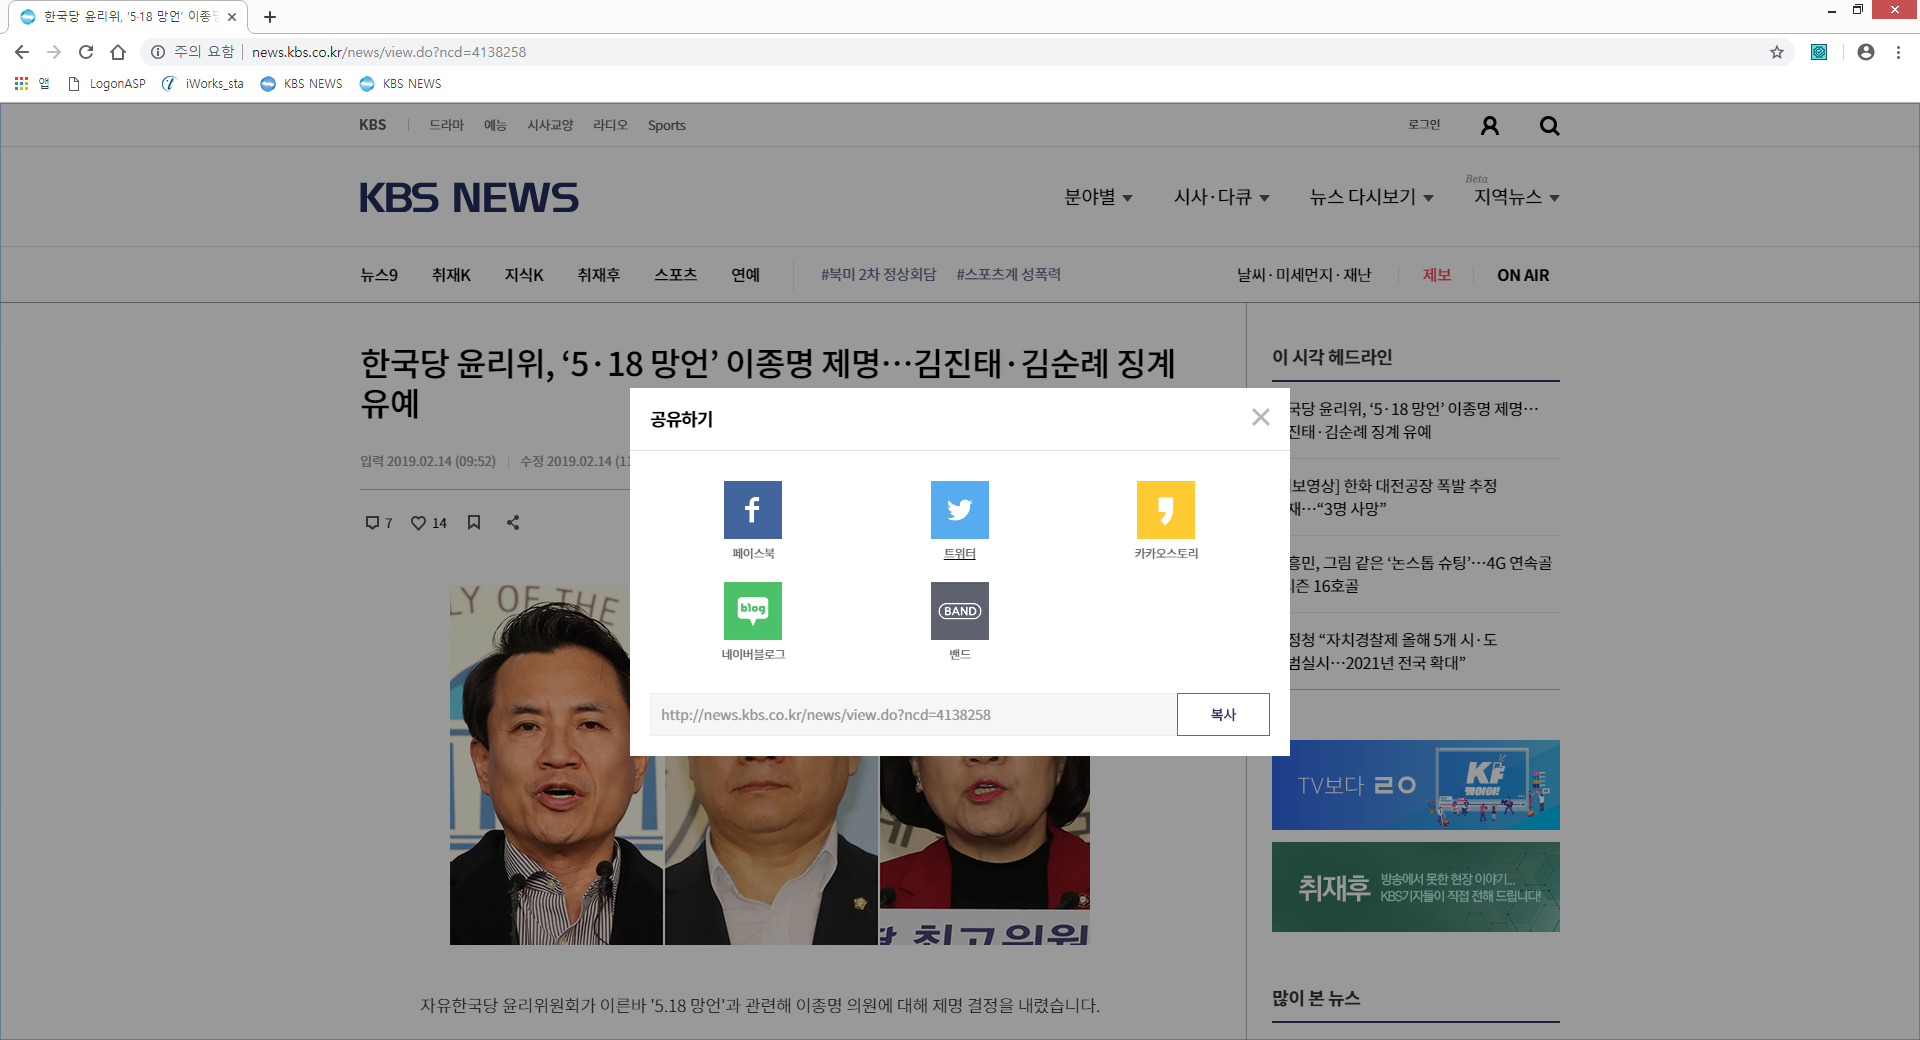 한국당 윤리위, ‘5·18 망언’ 이종명
주의 요함 news.kbs.co.kr/news/view.do?ncd=4138258
앱 LogonASP iWorks_sta KBS NEWS KBS NEWS
KBS 드라마 예능 시사교양 라디오 Sports 로그인
Beta
KBS NEWS 분야별 시사·다큐 뉴스 다시보기 지역뉴스
뉴스9 취재K 지식K 취재후 스포츠 연예 #북미 2차 정상회담 #스포츠계 성폭력 날씨·미세먼지·재난 제보 ON AIR
한국당 윤리위, ‘5·18 망언’ 이종명 제명…김진태·김순례 징계
유예
입력 2019.02.14 (09:52) 수정 2019.02.14 (11
7 14
LY OF THE
공유하기
페이스북 트위터 카카오스토리
blog BAND
네이버블로그 밴드
http://news.kbs.co.kr/news/view.do?ncd=4138258 복사
최고위원
자유한국당 윤리위원회가 이른바 '5.18 망언'과 관련해 이종명 의원에 대해 제명 결정을 내렸습니다.
이 시각 헤드라인
국당 윤리위, ‘5·18 망언’ 이종명 제명…
진태·김순례 징계 유예
보영상] 한화 대전공장 폭발 추정
재…“3명 사망”
흥민, 그림 같은 ‘논스톱 슈팅’…4G 연속골
즌 16호골
정청 “자치경찰제 올해 5개 시·도
범실시…2021년 전국 확대”
TV보다 ㄹㅇ
케이야!
취재후 방송에서 못한 현장 이야기...
KBS기자들이 직접 전해 드립니다!
많이 본 뉴스